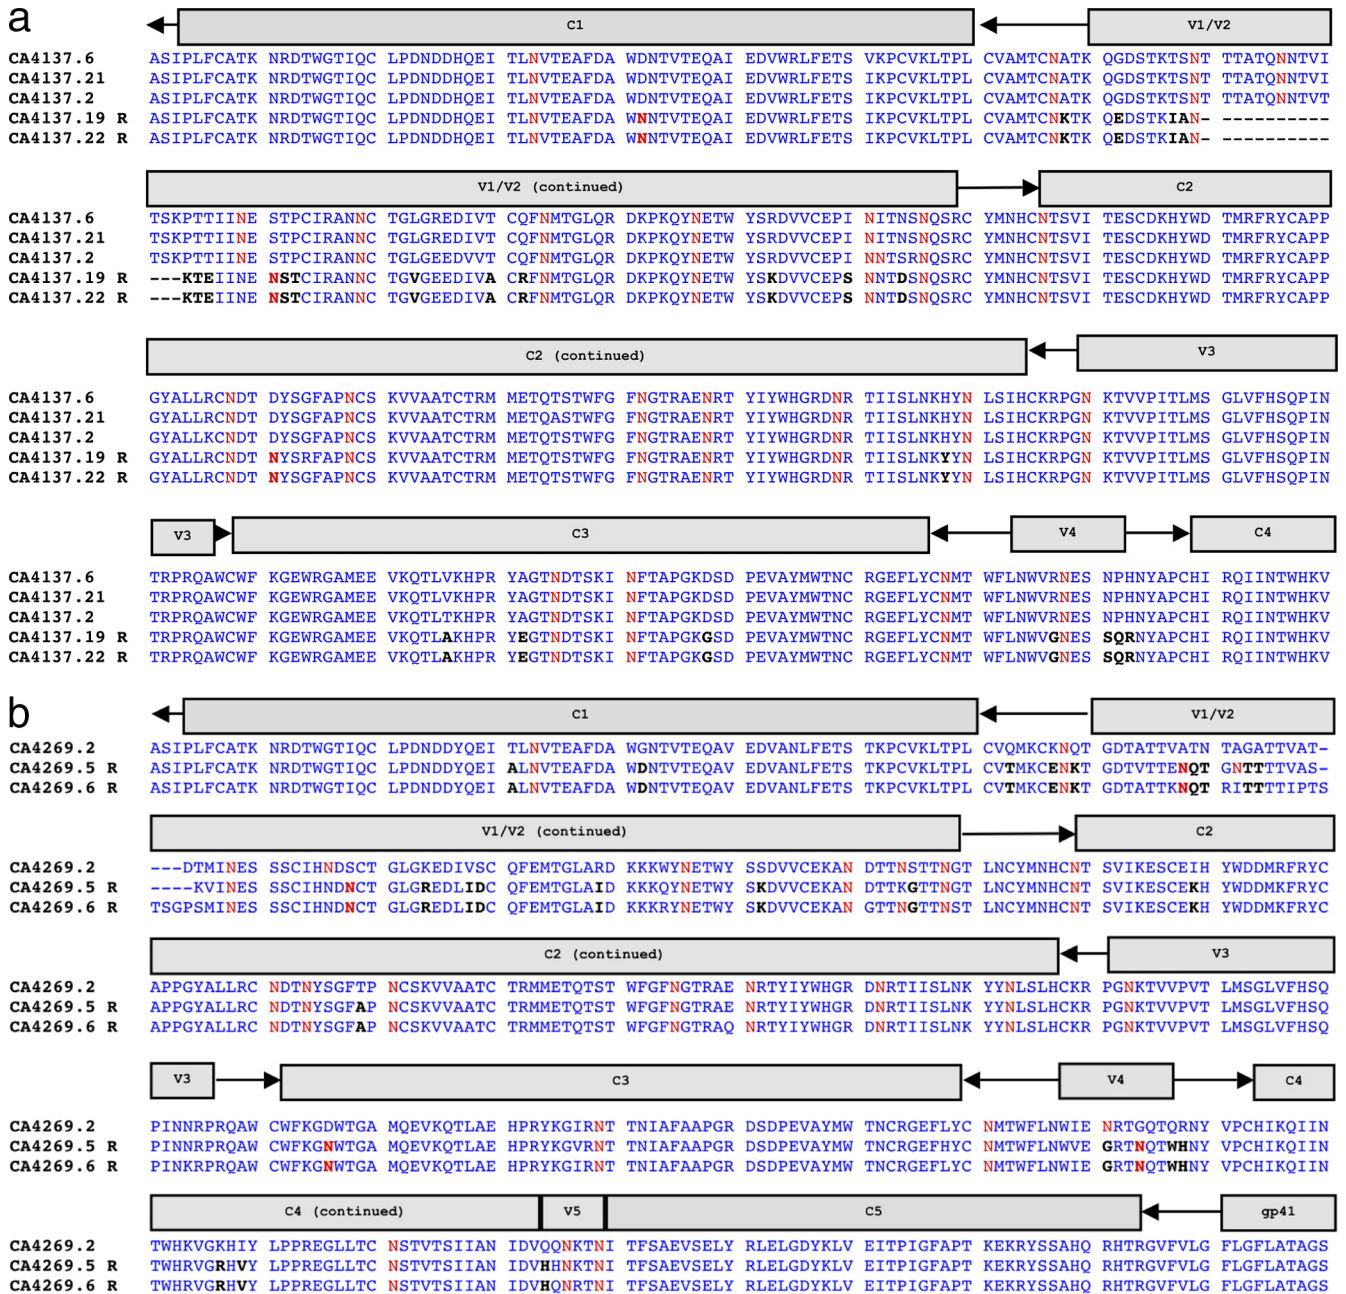 a
C1 V1/V2
CA4137.6 ASIPLFCATK NRDTWGTIQC LPDNDDHQEI TLNVTEAFDA WDNTVTEQAI EDVWRLFETS VKPCVKLTPL CVAMTCNATK QGDSTKTSNT TTATQNNTVI
CA4137.21 ASIPLFCATK NRDTWGTIQC LPDNDDHQEI TLNVTEAFDA WDNTVTEQAI EDVWRLFETS VKPCVKLTPL CVAMTCNATK QGDSTKTSNT TTATQNNTVI
CA4137.2 ASIPLFCATK NRDTWGTIQC LPDNDDHQEI TLNVTEAFDA WDNTVTEQAI EDVWRLFETS IKPCVKLTPL CVAMTCNATK QGDSTKTSNT TTATQNNTVT
CA4137.19 R ASIPLFCATK NRDTWGTIQC LPDNDDHQEI TLNVTEAFDA WNNTVTEQAI EDVWRLFETS IKPCVKLTPL CVAMTCNKTK QEDSTKIAN- ----------
CA4137.22 R ASIPLFCATK NRDTWGTIQC LPDNDDHQEI TLNVTEAFDA WNNTVTEQAI EDVWRLFETS IKPCVKLTPL CVAMTCNKTK QEDSTKIAN- ----------
V1/V2 (continued) C2
CA4137.6 TSKPTTIINE STPCIRANNC TGLGREDIVT CQFNMTGLQR DKPKQYNETW YSRDVVCEPI NITNSNQSRC YMNHCNTSVI TESCDKHYWD TMRFRYCAPP
CA4137.21 TSKPTTIINE STPCIRANNC TGLGREDIVT CQFNMTGLQR DKPKQYNETW YSRDVVCEPI NITNSNQSRC YMNHCNTSVI TESCDKHYWD TMRFRYCAPP
CA4137.2 TSKPTTIINE STPCIRANNC TGLGEEDVVT CQFNMTGLQR DKPKQYNETW YSRDVVCEPI NNTSRNQSRC YMNHCNTSVI TESCDKHYWD TMRFRYCAPP
CA4137.19 R ---KTEIINE NSTCIRANNC TGVGEEDIVA CRFNMTGLQR DKPKQYNETW YSKDVVCEPS NNTDSNQSRC YMNHCNTSVI TESCDKHYWD TMRFRYCAPP
CA4137.22 R ---KTEIINE NSTCIRANNC TGVGEEDIVA CRFNMTGLQR DKPKQYNETW YSKDVVCEPS NNTDSNQSRC YMNHCNTSVI TESCDKHYWD TMRFRYCAPP
C2 (continued) V3
CA4137.6 GYALLRCNDT DYSGFAPNCS KVVAATCTRM METQTSTWFG FNGTRAENRT YIYWHGRDNR TIISLNKHYN LSIHCKRPGN KTVVPITLMS GLVFHSQPIN
CA4137.21 GYALLRCNDT DYSGFAPNCS KVVAATCTRM METQASTWFG FNGTRAENRT YIYWHGRDNR TIISLNKHYN LSIHCKRPGN KTVVPITLMS GLVFHSQPIN
CA4137.2 GYALLKCNDT DYSGFAPNCS KVVAATCTRM METQTSTWFG FNGTRAENRT YIYWHGRDNR TIISLNKHYN LSIHCKRPGN KTVVPITLMS GLVFHSQPIN
CA4137.19 R GYALLRCNDT NYSRFAPNCS KVVAATCTRM METQTSTWFG FNGTRAENRT YIYWHGRDNR TIISLNKYYN LSIHCKRPGN KTVVPITLMS GLVFHSQPIN
CA4137.22 R GYALLRCNDT NYSGFAPNCS KVVAATCTRM METQTSTWFG FNGTRAENRT YIYWHGRDNR TIISLNKYYN LSIHCKRPGN KTVVPITLMS GLVFHSQPIN
V3 C3 V4 C4
CA4137.6 TRPRQAWCWF KGEWRGAMEE VKQTLVKHPR YAGTNDTSKI NFTAPGKDSD PEVAYMWTNC RGEFLYCNMT WFLNWVRNES NPHNYAPCHI RQIINTWHKV
CA4137.21 TRPRQAWCWF KGEWRGAMEE VKQTLVKHPR YAGTNDTSKI NFTAPGKDSD PEVAYMWTNC RGEFLYCNMT WFLNWVRNES NPHNYAPCHI RQIINTWHKV
CA4137.2 TRPRQAWCWF KGEWRGAMEE VKQTLTKHPR YAGTNDTSKI NFTAPGKDSD PEVAYMWTNC RGEFLYCNMT WFLNWVRNES NPHNYAPCHI RQIINTWHKV
CA4137.19 R TRPRQAWCWF KGEWRGAMEE VKQTLAKHPR YEGTNDTSKI NFTAPGKGSD PEVAYMWTNC RGEFLYCNMT WFLNWVGNES SQRNYAPCHI RQIINTWHKV
CA4137.22 R TRPRQAWCWF KGEWRGAMEE VKQTLAKHPR YEGTNDTSKI NFTAPGKGSD PEVAYMWTNC RGEFLYCNMT WFLNWVGNES SQRNYAPCHI RQIINTWHKV
b
C1 V1/V2
CA4269.2 ASIPLFCATK NRDTWGTIQC LPDNDDYQEI TLNVTEAFDA WGNTVTEQAV EDVANLFETS TKPCVKLTPL CVQMKCKNQT GDTATTVATN TAGATTVAT-
CA4269.5 R ASIPLFCATK NRDTWGTIQC LPDNDDYQEI ALNVTEAFDA WDNTVTEQAV EDVANLFETS TKPCVKLTPL CVTMKCENKT GDTVTTENQT GNTTTTVAS-
CA4269.6 R ASIPLFCATK NRDTWGTIQC LPDNDDYQEI ALNVTEAFDA WDNTVTEQAV EDVANLFETS TKPCVKLTPL CVTMKCENKT GDTATTKNQT RITTTTIPTS
V1/V2 (continued) C2
CA4269.2 ---DTMINES SSCIHNDSCT GLGKEDIVSC QFEMTGLARD KKKWYNETWY SSDVVCEKAN DTTNSTTNGT LNCYMNHCNT SVIKESCEIH YWDDMRFRYC
CA4269.5 R ----KVINES SSCIHNDNCT GLGREDLIDC QFEMTGLAID KKKQYNETWY SKDVVCEKAN DTTKGTTNGT LNCYMNHCNT SVIKESCEKH YWDDMKFRYC
CA4269.6 R TSGPSMINES SSCIHNDNCT GLGREDLIDC QFEMTGLAID KKKRYNETWY SKDVVCEKAN GTTNGTTNST LNCYMNHCNT SVIKESCEKH YWDDMKFRYC
C2 (continued) V3
CA4269.2 APPGYALLRC NDTNYSGFTP NCSKVVAATC TRMMETQTST WFGFNGTRAE NRTYIYWHGR DNRTIISLNK YYNLSLHCKR PGNKTVVPVT LMSGLVFHSQ
CA4269.5 R APPGYALLRC NDTNYSGFAP NCSKVVAATC TRMMETQTST WFGFNGTRAE NRTYIYWHGR DNRTIISLNK YYNLSLHCKR PGNKTVVPVT LMSGLVFHSQ
CA4269.6 R APPGYALLRC NDTNYSGFAP NCSKVVAATC TRMMETQTST WFGFNGTRAQ NRTYIYWHGR DNRTIISLNK YYNLSLHCKR PGNKTVVPVT LMSGLVFHSQ
V3 C3 V4 C4
CA4269.2 PINNRPRQAW CWFKGDWTGA MQEVKQTLAE HPRYKGIRNT TNIAFAAPGR DSDPEVAYMW TNCRGEFLYC NMTWFLNWIE NRTGQTQRNY VPCHIKQIIN
CA4269.5 R PINNRPRQAW CWFKGNWTGA MQEVKQTLAE HPRYKGVRNT TNIAFAAPGR DSDPEVAYMW TNCRGEFHYC NMTWFLNWIE GRTNQTWHNY VPCHIKQIIN
CA4269.6 R PINKRPRQAW CWFKGNWTGA MQEVKQTLAE HPRYKGIRNT TNIAFAAPGR DSDPEVAYMW TNCRGEFLYC NMTWFLNWIE GRTNQTWHNY VPCHIKQIIN
C4 (continued) V5 C5 gp41
CA4269.2 TWHKVGKHIY LPPREGLLTC NSTVTSIIAN IDVQQNKTNI TFSAEVSELY RLELGDYKLV EITPIGFAPT KEKRYSSAHQ RHTRGVFVLG FLGFLATAGS
CA4269.5 R TWHRVGRHVY LPPREGLLTC NSTVTSIIAN IDVHHNKTNI TFSAEVSELY RLELGDYKLV EITPIGFAPT KEKRYSSAHQ RHTRGVFVLG FLGFLATAGS
CA4269.6 R TWHRVGKHVY LPPREGLLTC NSTVTSIIAN IDVHQNRTNI TFSAEVSELY RLELGDYKLV EITPIGFAPT KEKRYSSAHQ RHTRGVFVLG FLGFLATAGS